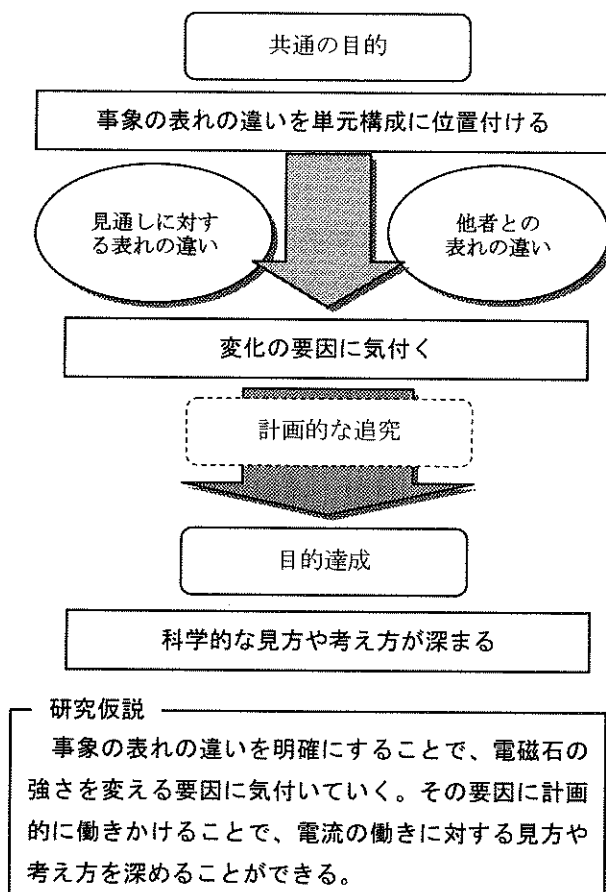 共通の目的
事象の表れの違いを単元構成に位置付ける
見通しに対す
る表れの違い
他者との
表れの違い
変化の要因に気付く
計画的な追究
目的達成
科学的な見方や考え方が深まる
研究仮説
事象の表れの違いを明確にすることで、電磁石の
強さを変える要因に気付いていく。その要因に計画
的に働きかけることで、電流の働きに対する見方や
考え方を深めることができる。